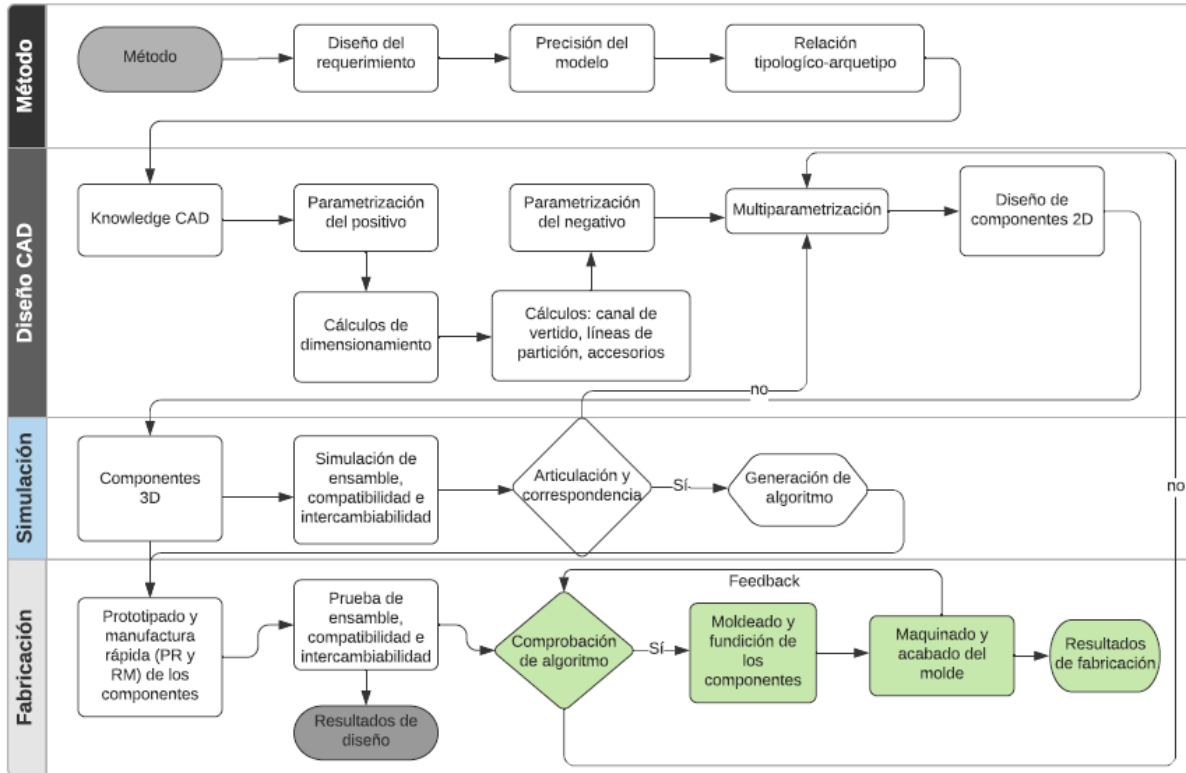 Método
Método
Diseño del
requerimiento
Precisión del
modelo
Relación
tipologíco-arquetipo
Diseño CAD
Knowledge CAD
Parametrización
del positivo
Parametrización
del negativo
Multiparametrización
Diseño de
componentes 2D
Cálculos de
dimensionamiento
Cálculos: canal de
vertido, líneas de
partición, accesorios
no
Simulación
Componentes
3D
Simulación de
ensamble,
compatibilidad e
intercambiabilidad
Articulación y
correspondencia
Sí
Generación de
algoritmo
no
Fabricación
Prototipado y
manufactura
rápida (PR y
RM) de los
componentes
Prueba de
ensamble,
compatibilidad e
intercambiabilidad
Resultados de
diseño
Comprobación
de algoritmo
Sí
Feedback
Moldeado y
fundición de
los
componentes
Maquinado y
acabado del
molde
Resultados
de fabricación